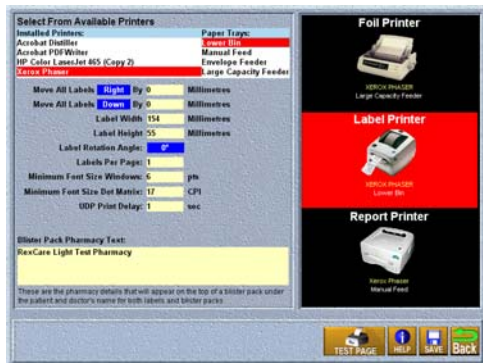 Select From Available Printers
Installed Printers: Paper Trays:
Acrobat Distiller Lower Bin
Acrobat PDFWriter Manual Feed
HP Color LaserJet 465 (Copy 2) Envelope Feeder
Xerox Phaser Large Capacity Feeder
Move All Labels Right By 0 Millimetres
Move All Labels Down By 0 Millimetres
Label Width 154 Millimetres
Label Height 55 Millimetres
Label Rotation Angle: 0°
Labels Per Page: 1
Minimum Font Size Windows: 6 pts
Minimum Font Size Dot Matrix: 17 CPI
UDP Print Delay: 1 sec
Blister Pack Pharmacy Text:
RexCare Light Test Pharmacy
These are the pharmacy details that will appear on the top of a blister pack under
the patient and doctor's name for both labels and blister packs
Foil Printer
XEROX PHASER
Large Capacity Feeder
Label Printer
XEROX PHASER
Lower Bin
Report Printer
Xerox Phaser
Manual Feed
TEST PAGE HELP SAVE Back